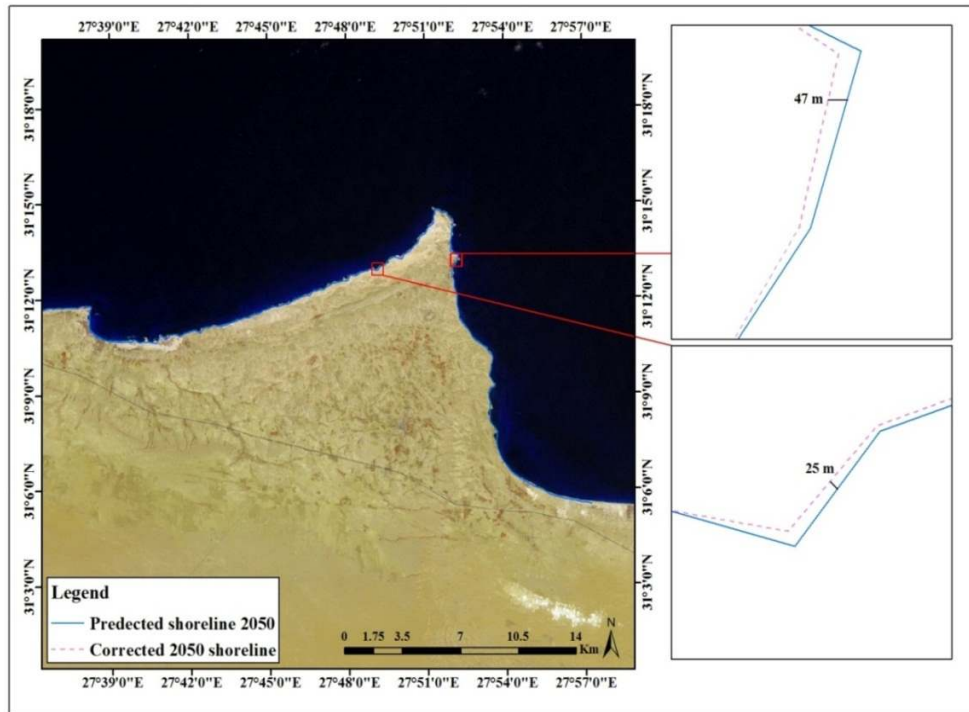 27°39'0"E 27°42'0"E 27°45'0"E 27°48'0"E 27°51'0"E 27°54'0"E 27°57'0"E
31°18'0"N
31°15'0"N
31°12'0"N
31°9'0"N
31°6'0"N
31°3'0"N
31°18'0"N
31°15'0"N
31°12'0"N
31°9'0"N
31°6'0"N
31°3'0"N
47 m
25 m
Legend
Predected shoreline 2050
Corrected 2050 shoreline
0 1.75 3.5 7 10.5 14
Km
N
27°39'0"E 27°42'0"E 27°45'0"E 27°48'0"E 27°51'0"E 27°54'0"E 27°57'0"E